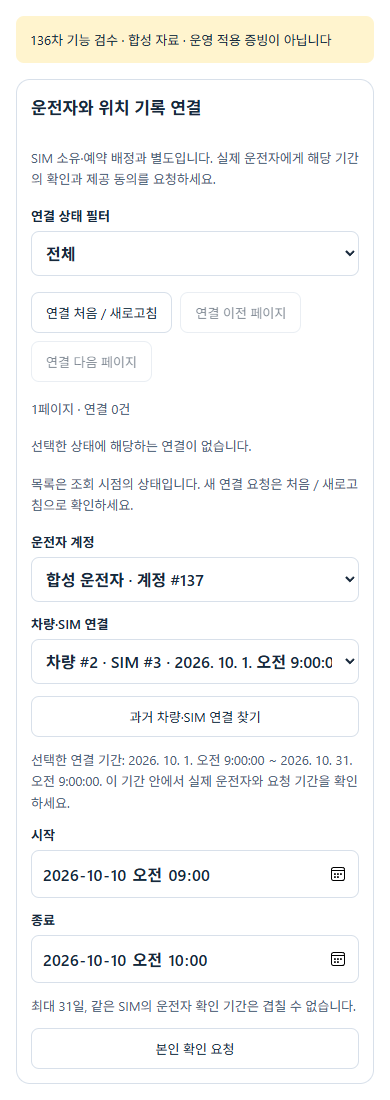 136차 기능 검수 · 합성 자료 · 운영 적용 증빙이 아닙니다
운전자와 위치 기록 연결
SIM 소유·예약 배정과 별도입니다. 실제 운전자에게 해당 기간
의 확인과 제공 동의를 요청하세요.
연결 상태 필터
전체
연결 처음 / 새로고침
연결 이전 페이지
연결 다음 페이지
1페이지 · 연결 0건
선택한 상태에 해당하는 연결이 없습니다.
목록은 조회 시점의 상태입니다. 새 연결 요청은 처음 / 새로고
침으로 확인하세요.
운전자 계정
합성 운전자 · 계정 #137
차량·SIM 연결
차량 #2 · SIM #3 · 2026. 10. 1. 오전 9:00:0
과거 차량·SIM 연결 찾기
선택한 연결 기간: 2026. 10. 1. 오전 9:00:00 ~ 2026. 10. 31.
오전 9:00:00. 이 기간 안에서 실제 운전자와 요청 기간을 확인
하세요.
시작
2026-10-10 오전 09:00
종료
2026-10-10 오전 10:00
최대 31일, 같은 SIM의 운전자 확인 기간은 겹칠 수 없습니다.
본인 확인 요청